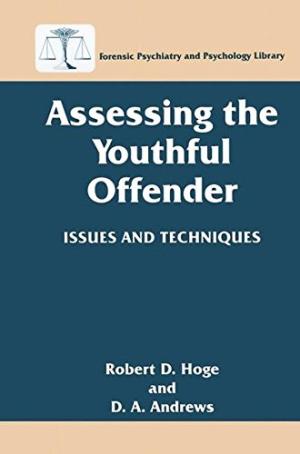 Forensic Psychiatry and Psychology Library
Assessing the
Youthful
Offender
ISSUES AND TECHNIQUES
Robert D. Hoge
and
D. A. Andrews